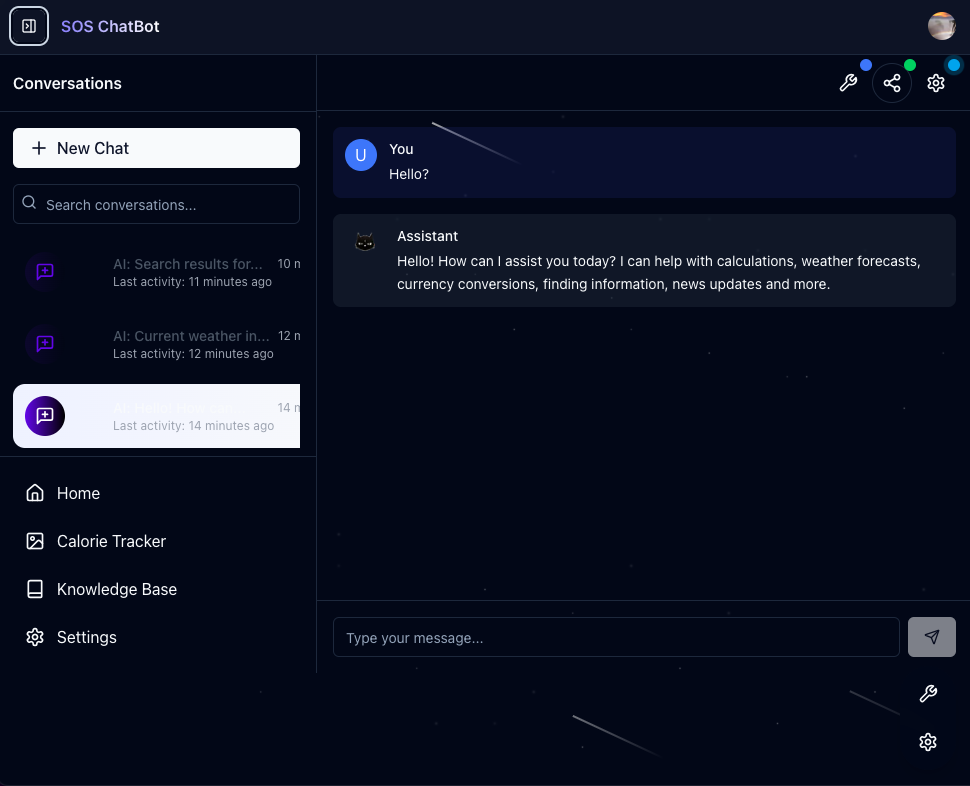 SOS ChatBot
Conversations
New Chat
Search conversations...
AI: Search results for... 10 m
Last activity: 11 minutes ago
AI: Current weather in... 12 m
Last activity: 12 minutes ago
14 m
Last activity: 14 minutes ago
Home
Calorie Tracker
Knowledge Base
Settings
U
You
Hello?
Assistant
Hello! How can I assist you today? I can help with calculations, weather forecasts,
currency conversions, finding information, news updates and more.
Type your message...